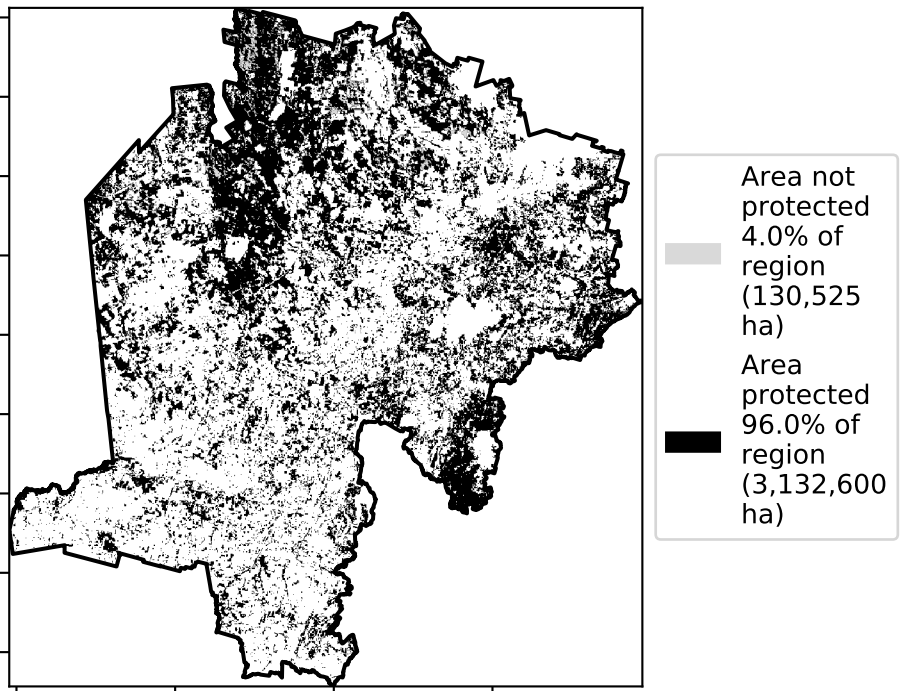 Area not
protected
4.0% of
region
(130,525
ha)
Area
protected
96.0% of
region
(3,132,600
ha)